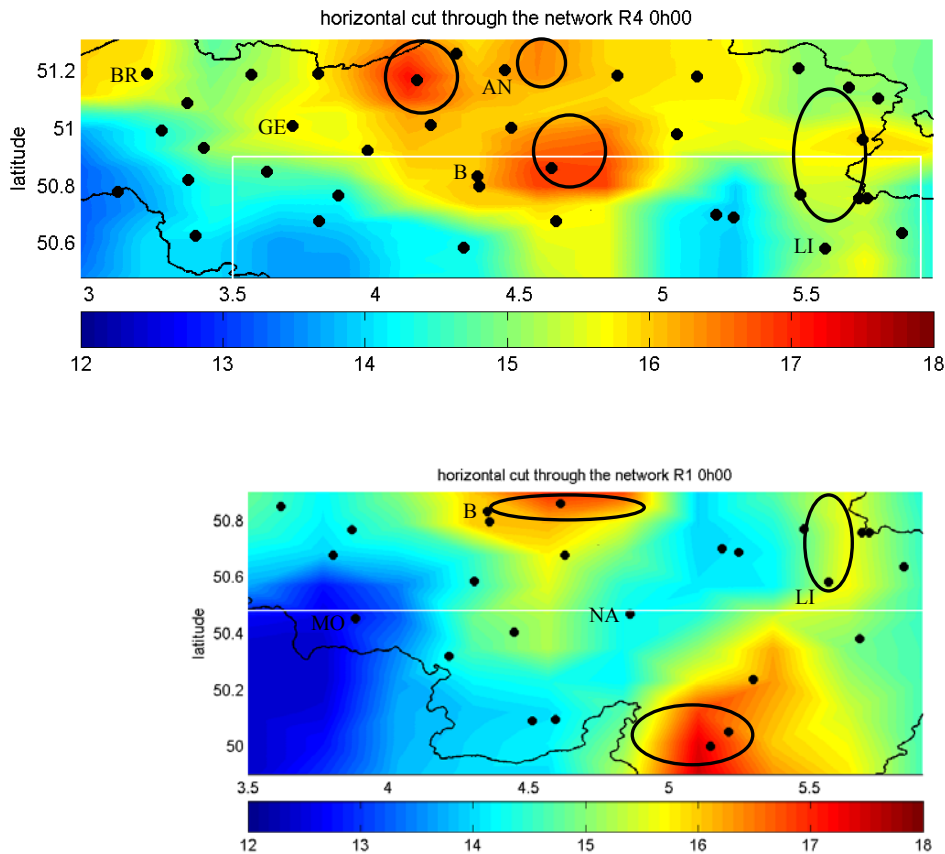 horizontal cut through the network R4 0h00
51.2
BR
AN
51
GE
latitude
50.8
B
50.6
LI
3 3.5 4 4.5 5 5.5
12 13 14 15 16 17 18
horizontal cut through the network R1 0h00
50.8
B
50.6
LI
MO
NA
latitude
50.4
50.2
50
3.5 4 4.5 5 5.5
12 13 14 15 16 17 18